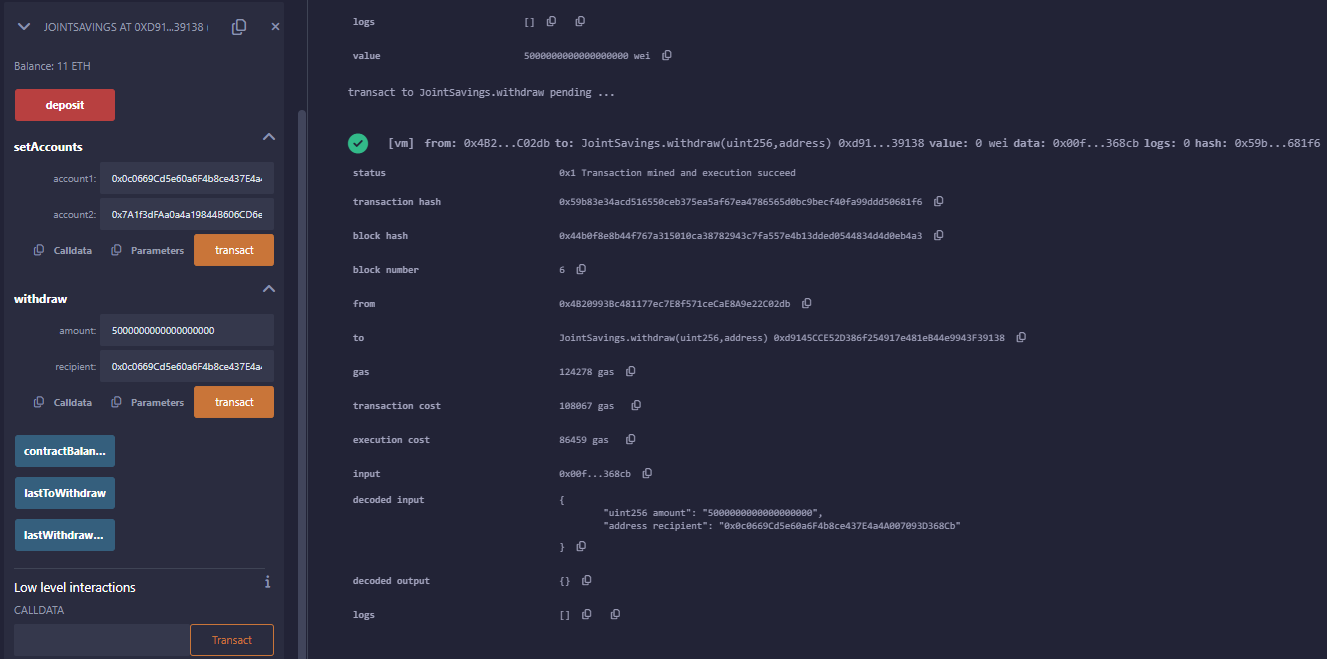 JOINTSAVINGS AT 0XD91...39138 (
Balance: 11 ETH
deposit
setAccounts
account1: 0x0c0669Cd5e60a6F4b8ce437E4a4
account2: 0x7A1f3dFAa0a4a19844B606CD6e
Calldata Parameters transact
withdraw
amount: 5000000000000000000
recipient: 0x0c0669Cd5e60a6F4b8ce437E4a4
Calldata Parameters transact
contractBalan...
lastToWithdraw
lastWithdraw...
Low level interactions i
CALLDATA
Transact
logs []
value 5000000000000000000 wei
transact to JointSavings.withdraw pending ...
[vm] from: 0x4B2...C02db to: JointSavings.withdraw(uint256,address) 0xd91...39138 value: 0 wei data: 0x00f...368cb logs: 0 hash: 0x59b...681f6
status 0x1 Transaction mined and execution succeed
transaction hash 0x59b83e34acd516550ceb375ea5af67ea4786565d0bc9becf40fa99ddd50681f6
block hash 0x44b0f8e8b44f767a315010ca38782943c7fa557e4b13dded0544834d4d0eb4a3
block number 6
from 0x4B20993Bc481177ec7E8f571ceCaE8A9e22C02db
to JointSavings.withdraw(uint256,address) 0xd9145CCE52D386f254917e481eB44e9943F39138
gas 124278 gas
transaction cost 108067 gas
execution cost 86459 gas
input 0x00f...368cb
decoded input {
"uint256 amount": "5000000000000000000",
"address recipient": "0x0c0669Cd5e60a6F4b8ce437E4a4A007093D368Cb"
}
decoded output {}
logs []